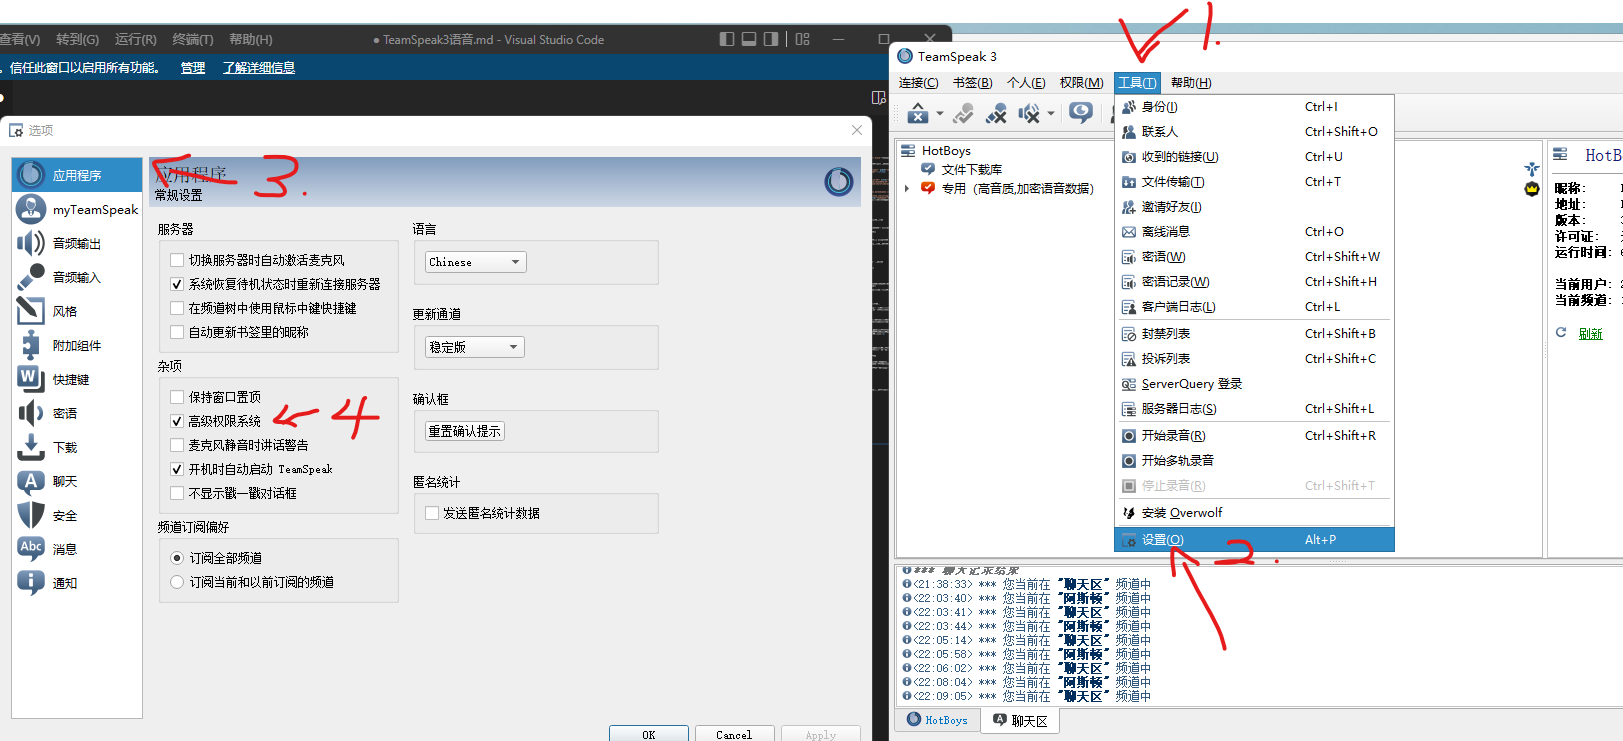 查看(V) 转到(G) 运行(R) 终端(T) 帮助(H) ● TeamSpeak3语音.md - Visual Studio Code
。信任此窗口以启用所有功能。 管理 了解详细信息
选项
应用程序
myTeamSpeak
音频输出
音频输入
风格
附加组件
快捷键
密语
下载
聊天
安全
消息
通知
3.
应用程序
常规设置
服务器
切换服务器时自动激活麦克风
系统恢复待机状态时重新连接服务器
在频道树中使用鼠标中键快捷键
自动更新书签里的昵称
杂项
保持窗口置顶
高级权限系统
4
麦克风静音时讲话警告
开机时自动启动 TeamSpeak
不显示戳一戳对话框
频道订阅偏好
订阅全部频道
订阅当前和以前订阅的频道
语言
Chinese
更新通道
稳定版
确认框
重置确认提示
匿名统计
发送匿名统计数据
OK Cancel Apply
1.
TeamSpeak 3
连接(C) 书签(B) 个人(E) 权限(M) 工具(T) 帮助(H)
HotBoys
文件下载库
专用（高音质,加密语音数据）
身份(I) Ctrl+I
联系人 Ctrl+Shift+O
收到的链接(U) Ctrl+U
文件传输(T) Ctrl+T
邀请好友(I)
离线消息 Ctrl+O
密语(W) Ctrl+Shift+W
密语记录(W) Ctrl+Shift+H
客户端日志(L) Ctrl+L
封禁列表 Ctrl+Shift+B
投诉列表 Ctrl+Shift+C
ServerQuery 登录
服务器日志(S) Ctrl+Shift+L
开始录音(R) Ctrl+Shift+R
开始多轨录音
停止录音(R) Ctrl+Shift+T
安装 Overwolf
设置(O) Alt+P
2.
HotB
昵称:
地址:
版本:
许可证:
运行时间:
当前用户: 2
当前频道:
刷新
*** 聊天记录结束
<21:38:33> *** 您当前在 "聊天区" 频道中
<22:03:40> *** 您当前在 "阿斯顿" 频道中
<22:03:41> *** 您当前在 "聊天区" 频道中
<22:03:44> *** 您当前在 "阿斯顿" 频道中
<22:05:14> *** 您当前在 "聊天区" 频道中
<22:05:58> *** 您当前在 "阿斯顿" 频道中
<22:06:02> *** 您当前在 "聊天区" 频道中
<22:08:04> *** 您当前在 "阿斯顿" 频道中
<22:09:05> *** 您当前在 "聊天区" 频道中
HotBoys 聊天区